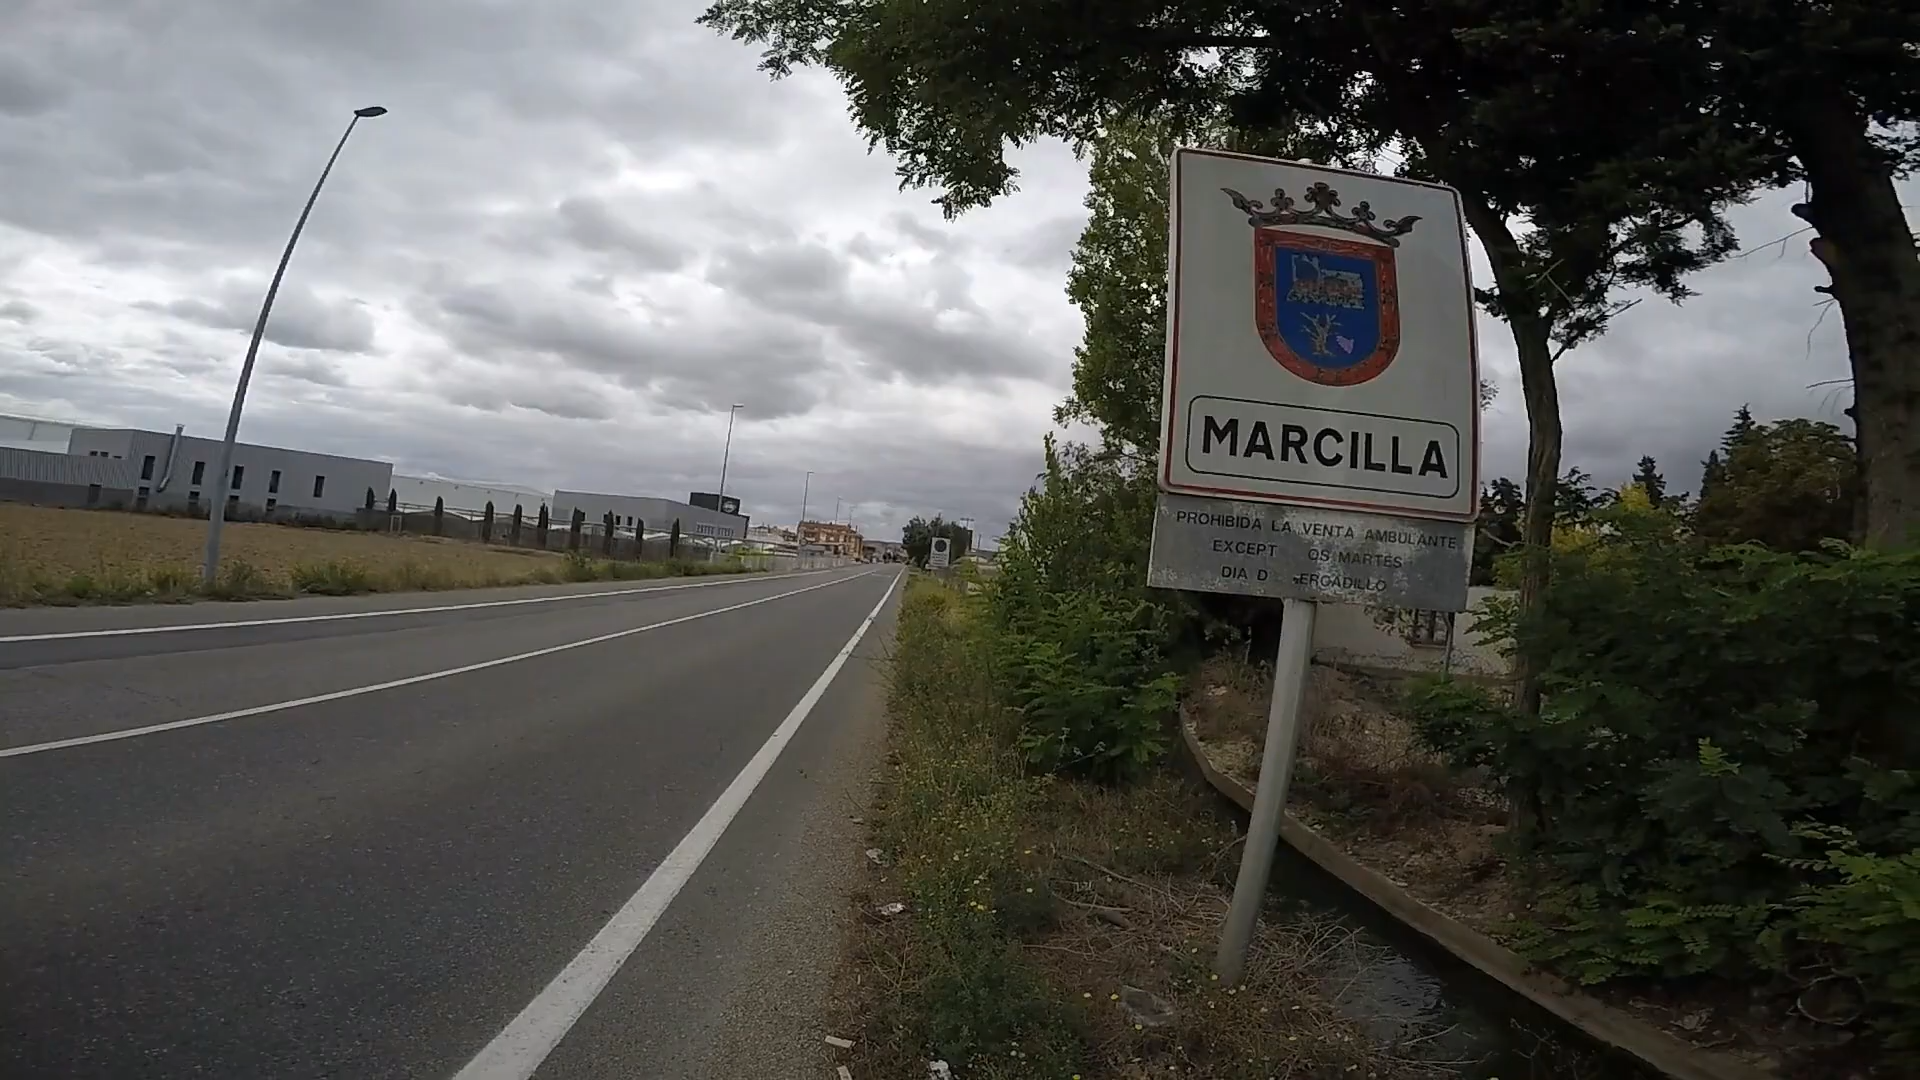 MARCILLA
PROHIBIDA LA VENTA AMBULANTE
EXCEPT OS MARTES
DIA D ERCADILLO